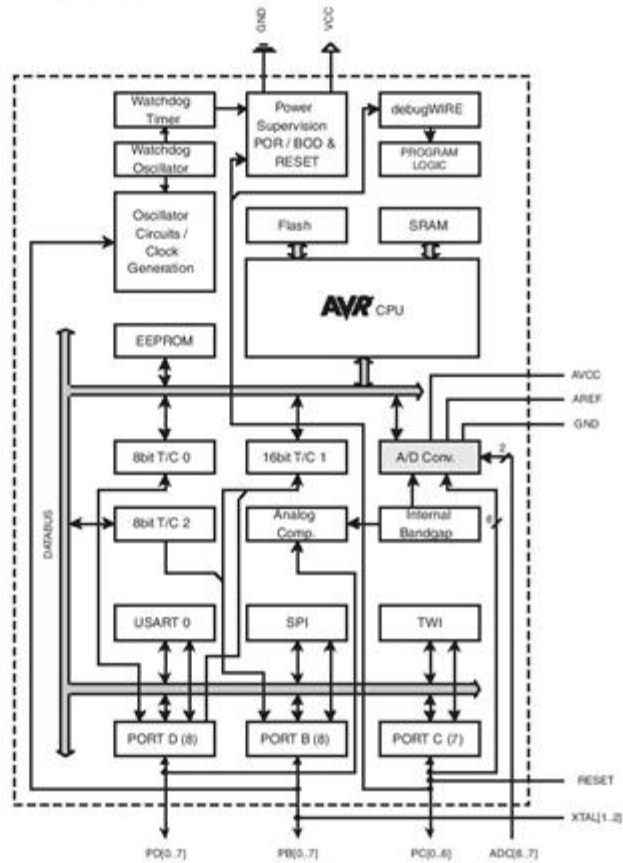 GND
VCC
Watchdog
Timer
Power
Supervision
POR / BOD &
RESET
debugWIRE
Watchdog
Oscillator
PROGRAM
LOGIC
Oscillator
Circuits /
Clock
Generation
Flash
SRAM
AVR CPU
EEPROM
AVCC
AREF
GND
8bit T/C 0
16bit T/C 1
A/D Conv.
2
8bit T/C 2
Analog
Comp.
Internal
Bandgap
6
DATABUS
USART 0
SPI
TWI
PORT D (8)
PORT B (8)
PORT C (7)
RESET
XTAL[1..2]
PD[0..7]
PB[0..7]
PC[0..6]
ADC[6..7]